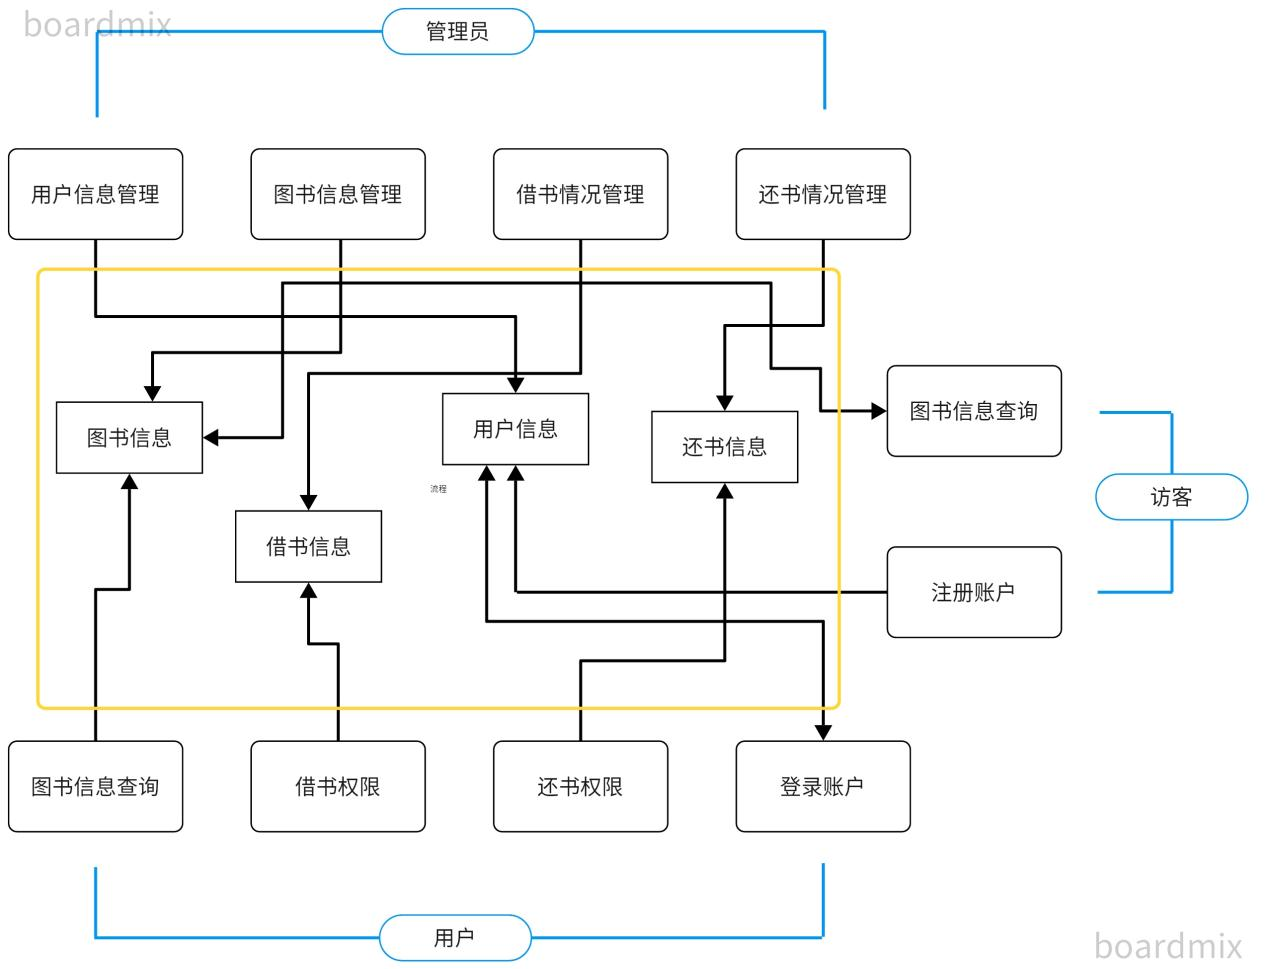 boardmix
管理员
用户信息管理
图书信息管理
借书情况管理
还书情况管理
图书信息
用户信息
还书信息
图书信息查询
流程
借书信息
访客
注册账户
图书信息查询
借书权限
还书权限
登录账户
用户
boardmix